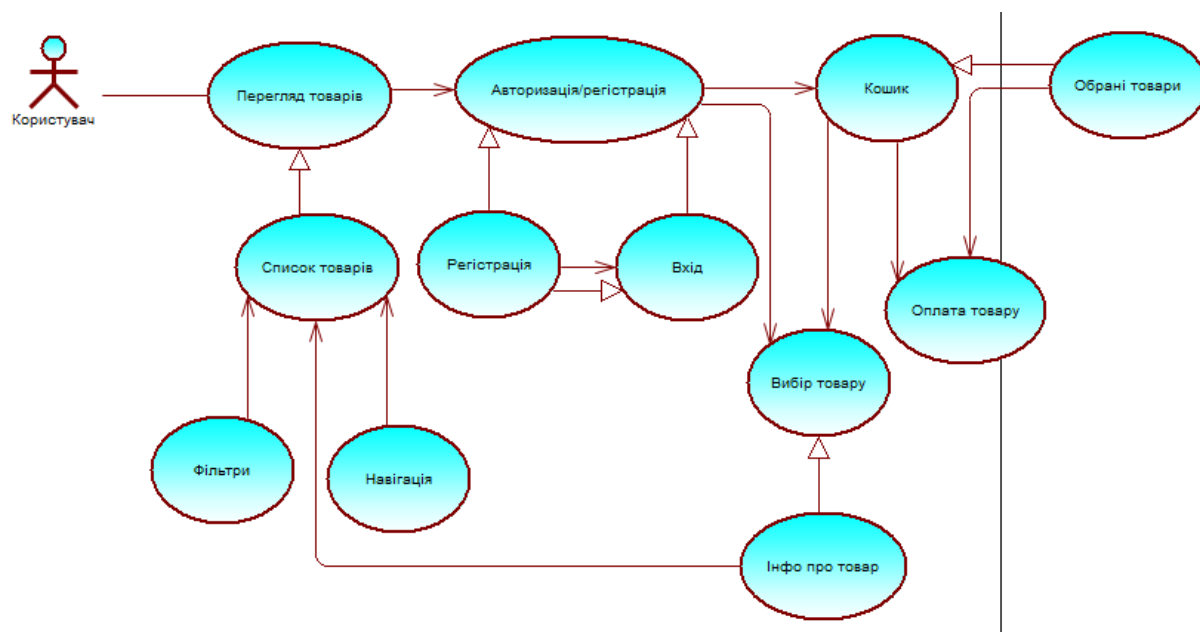 Користувач
Перегляд товарів
Авторизація/регістрація
Кошик
Обрані товари
Список товарів
Регістрація
Вхід
Оплата товару
Вибір товару
Фільтри
Навігація
Інфо про товар